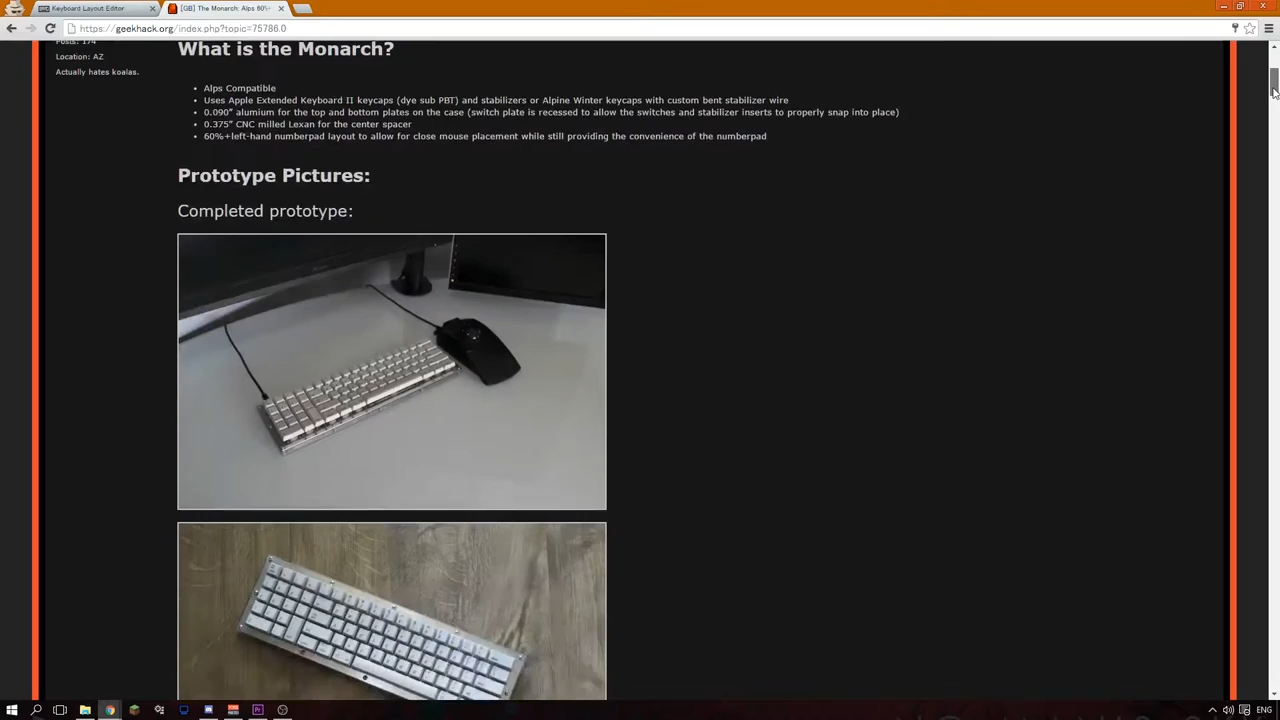 Keyboard Layout Editor
[GB] The Monarch: Alps 60%+
https://geekhack.org/index.php?topic=75786.0
Posts: 174
Location: AZ
Actually hates koalas.
What is the Monarch?
Alps Compatible
Uses Apple Extended Keyboard II keycaps (dye sub PBT) and stabilizers or Alpine Winter keycaps with custom bent stabilizer wire
0.090" alumium for the top and bottom plates on the case (switch plate is recessed to allow the switches and stabilizer inserts to properly snap into place)
0.375" CNC milled Lexan for the center spacer
60%+left-hand numberpad layout to allow for close mouse placement while still providing the convenience of the numberpad
Prototype Pictures:
Completed prototype:
ENG